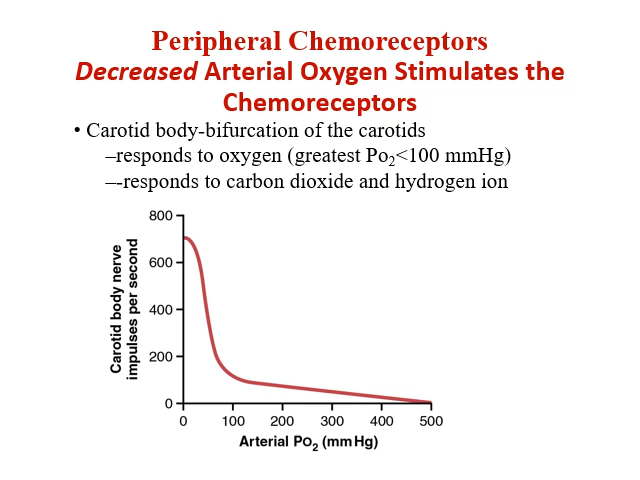 Peripheral Chemoreceptors
Decreased Arterial Oxygen Stimulates the
Chemoreceptors
• Carotid body-bifurcation of the carotids
–responds to oxygen (greatest Po₂<100 mmHg)
–-responds to carbon dioxide and hydrogen ion
Carotid body nerve
impulses per second
800
600
400
200
0
0 100 200 300 400 500
Arterial PO₂ (mm Hg)